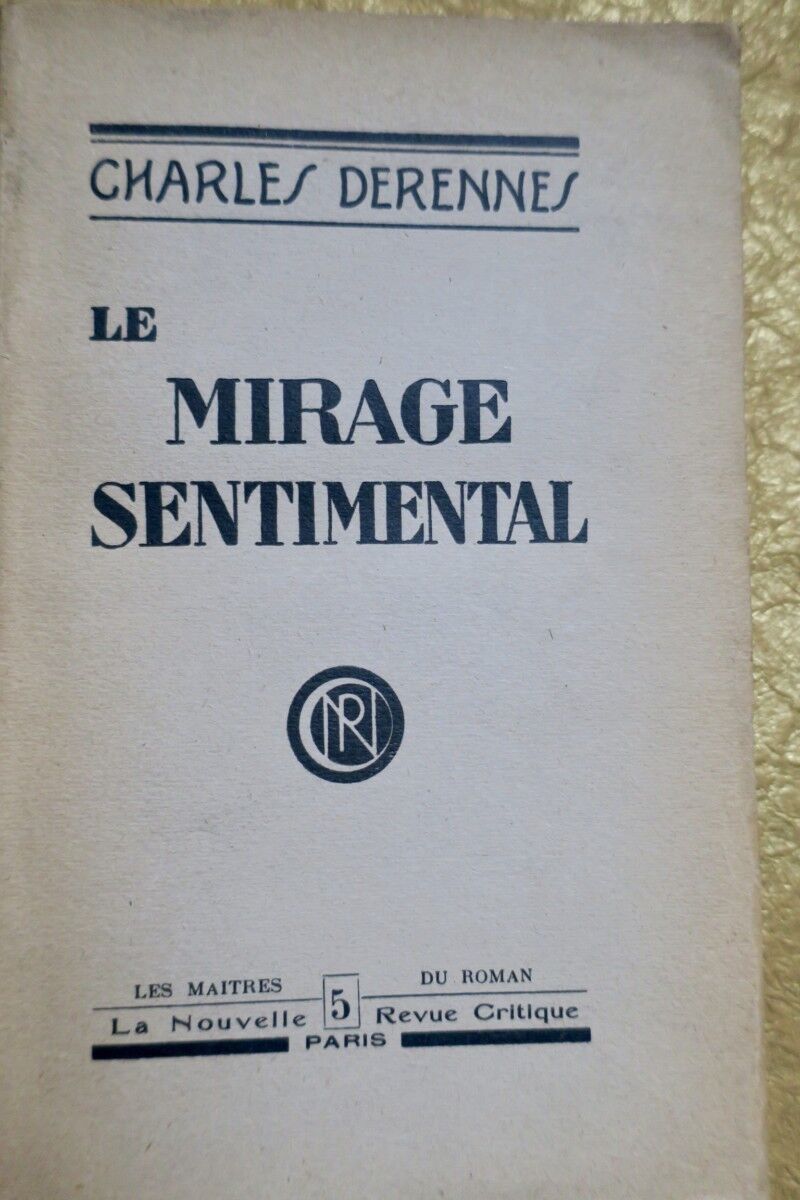 CHARLES DERENNES
LE
MIRAGE
SENTIMENTAL
NRC
LES MAITRES 5 DU ROMAN
La Nouvelle Revue Critique
PARIS